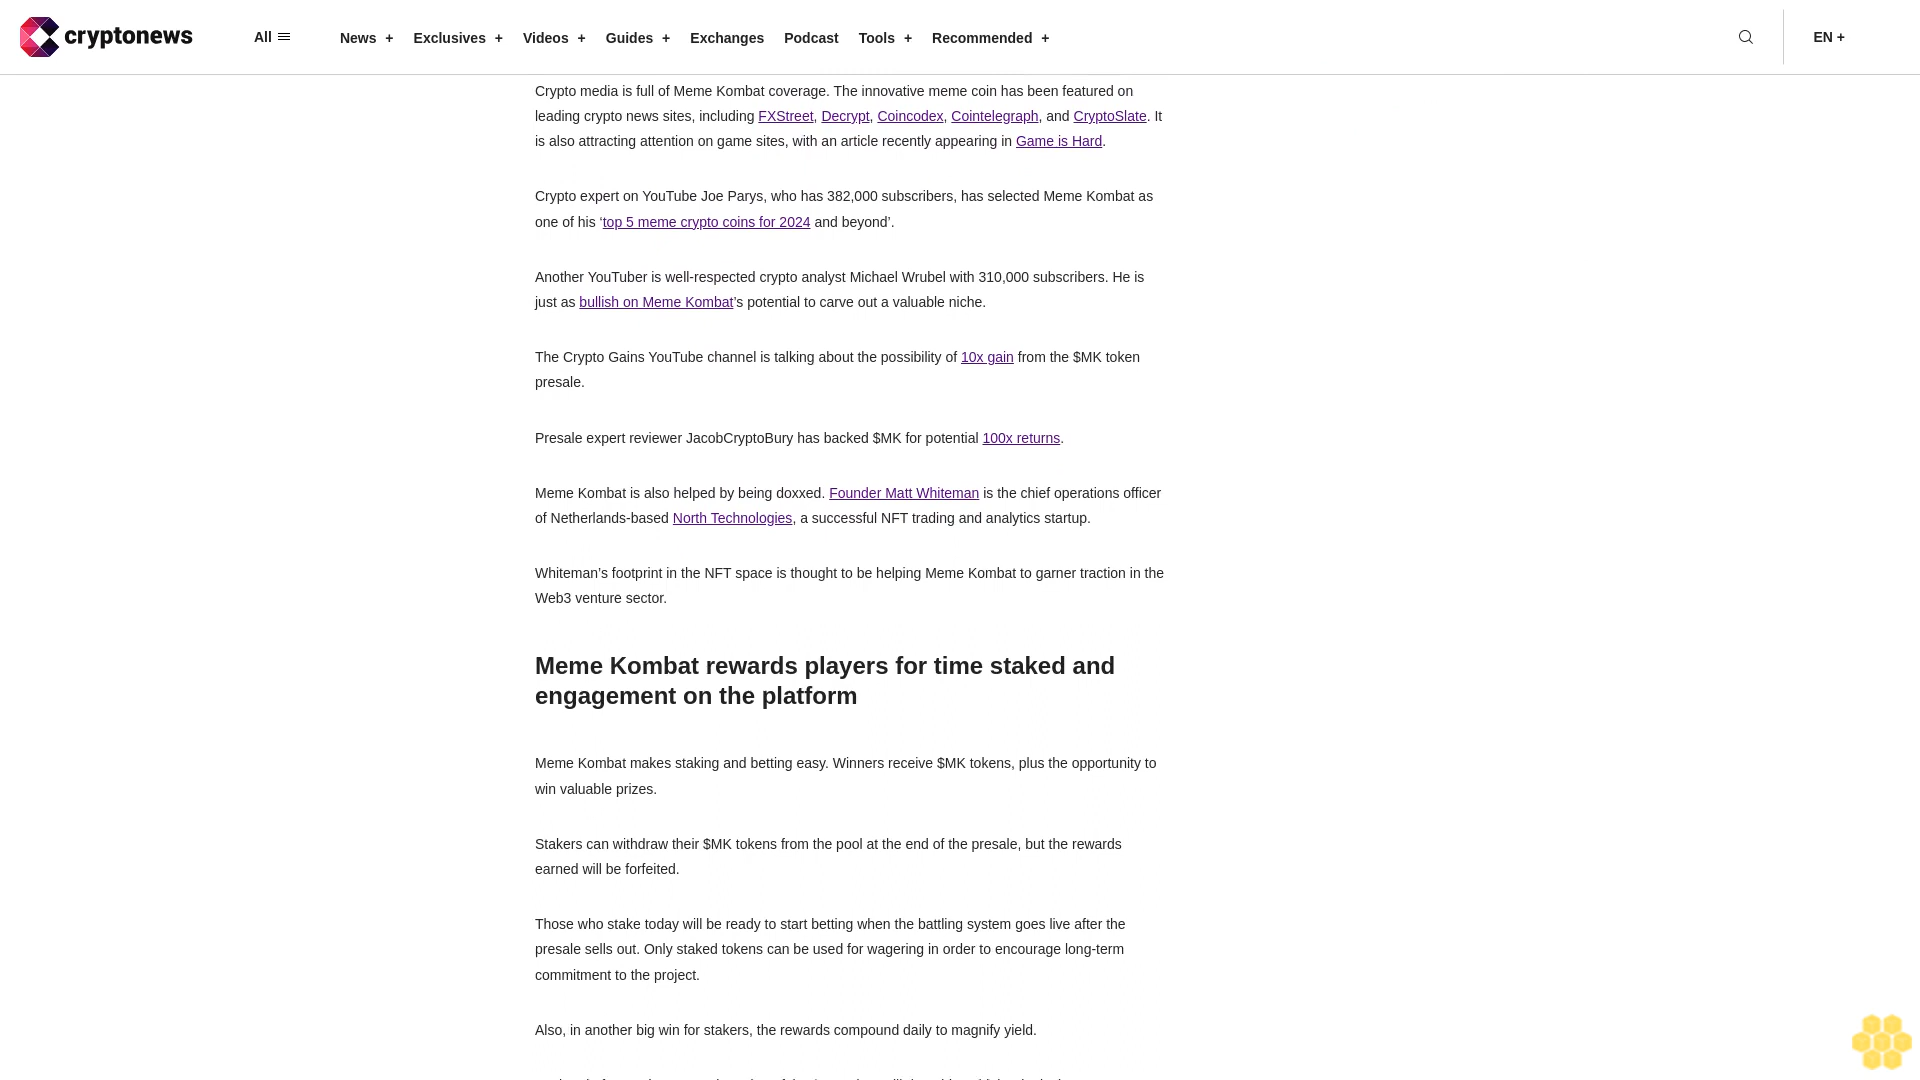 cryptonews
All
News +
Exclusives +
Videos +
Guides +
Exchanges
Podcast
Tools +
Recommended +
EN +
Crypto media is full of Meme Kombat coverage. The innovative meme coin has been featured on
leading crypto news sites, including FXStreet, Decrypt, Coincodex, Cointelegraph, and CryptoSlate. It
is also attracting attention on game sites, with an article recently appearing in Game is Hard.
Crypto expert on YouTube Joe Parys, who has 382,000 subscribers, has selected Meme Kombat as
one of his ‘top 5 meme crypto coins for 2024 and beyond’.
Another YouTuber is well-respected crypto analyst Michael Wrubel with 310,000 subscribers. He is
just as bullish on Meme Kombat’s potential to carve out a valuable niche.
The Crypto Gains YouTube channel is talking about the possibility of 10x gain from the $MK token
presale.
Presale expert reviewer JacobCryptoBury has backed $MK for potential 100x returns.
Meme Kombat is also helped by being doxxed. Founder Matt Whiteman is the chief operations officer
of Netherlands-based North Technologies, a successful NFT trading and analytics startup.
Whiteman’s footprint in the NFT space is thought to be helping Meme Kombat to garner traction in the
Web3 venture sector.
Meme Kombat rewards players for time staked and
engagement on the platform
Meme Kombat makes staking and betting easy. Winners receive $MK tokens, plus the opportunity to
win valuable prizes.
Stakers can withdraw their $MK tokens from the pool at the end of the presale, but the rewards
earned will be forfeited.
Those who stake today will be ready to start betting when the battling system goes live after the
presale sells out. Only staked tokens can be used for wagering in order to encourage long-term
commitment to the project.
Also, in another big win for stakers, the rewards compound daily to magnify yield.